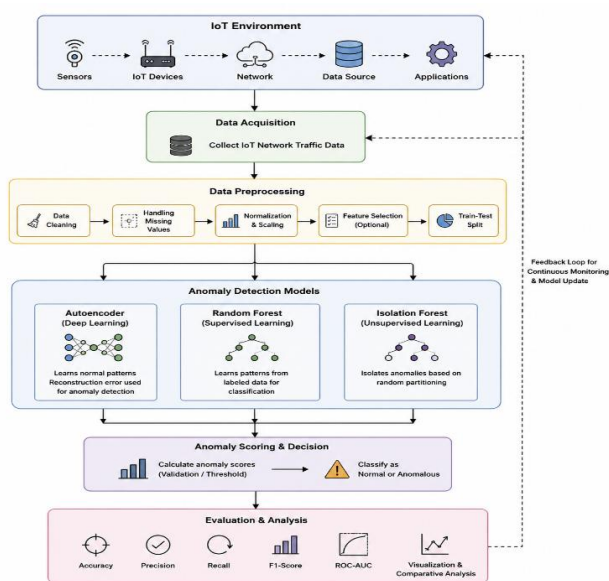 IoT Environment
Sensors
IoT Devices
Network
Data Source
Applications
Data Acquisition
Collect IoT Network Traffic Data
Data Preprocessing
Data
Cleaning
Handling
Missing
Values
Normalization
& Scaling
Feature Selection
(Optional)
Train-Test
Split
Feedback Loop for
Continuous Monitoring
& Model Update
Anomaly Detection Models
Autoencoder
(Deep Learning)
Learns normal patterns
Reconstruction error used
for anomaly detection
Random Forest
(Supervised Learning)
Learns patterns from
labeled data for
classification
Isolation Forest
(Unsupervised Learning)
Isolates anomalies based on
random partitioning
Anomaly Scoring & Decision
Calculate anomaly scores
(Validation / Threshold)
Classify as
Normal or Anomalous
Evaluation & Analysis
Accuracy
Precision
Recall
F1-Score
ROC-AUC
Visualization &
Comparative Analysis